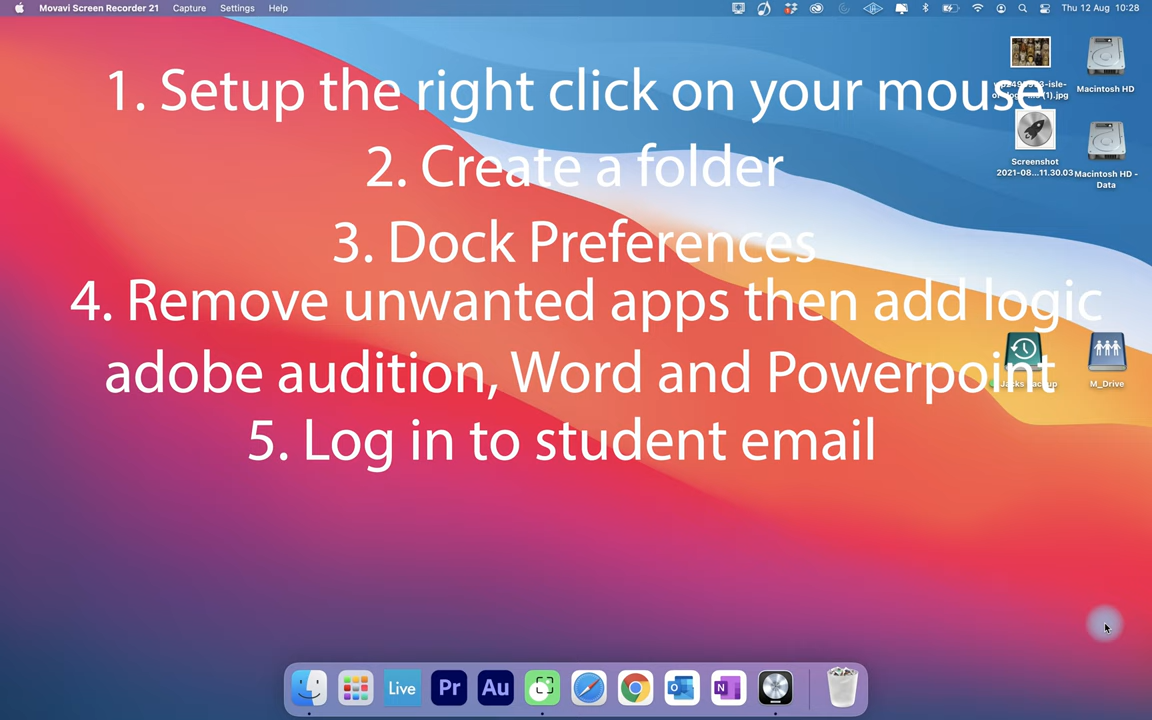 Movavi Screen Recorder 21 Capture Settings Help Thu 12 Aug 10:28
1. Setup the right click on your mouse
2. Create a folder
3. Dock Preferences
4. Remove unwanted apps then add logic
adobe audition, Word and Powerpoint
5. Log in to student email
Macintosh HD
Screenshot
2021-08...11.30.03
Macintosh HD -
Data
M_Drive
Live
Pr
Au
N